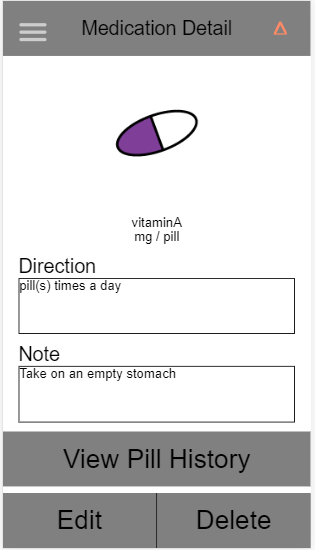 Medication Detail
vitaminA
mg / pill
Direction
pill(s) times a day
Note
Take on an empty stomach
View Pill History
Edit
Delete